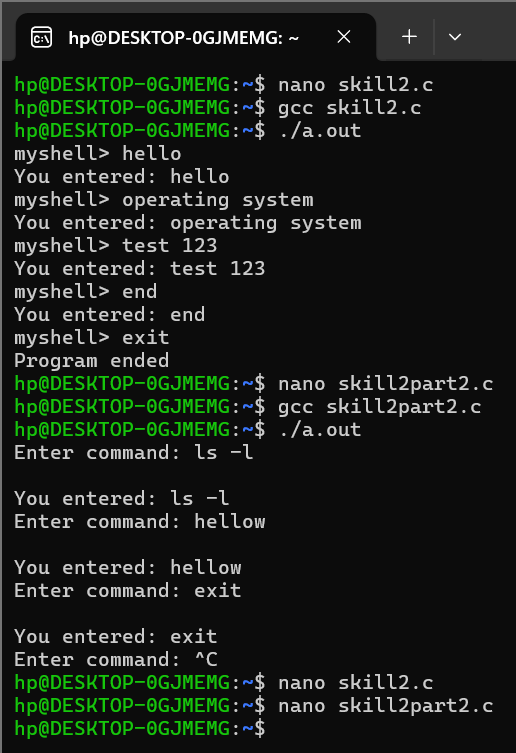 hp@DESKTOP-0GJMEMG: ~
hp@DESKTOP-0GJMEMG:~$ nano skill2.c
hp@DESKTOP-0GJMEMG:~$ gcc skill2.c
hp@DESKTOP-0GJMEMG:~$ ./a.out
myshell> hello
You entered: hello
myshell> operating system
You entered: operating system
myshell> test 123
You entered: test 123
myshell> end
You entered: end
myshell> exit
Program ended
hp@DESKTOP-0GJMEMG:~$ nano skill2part2.c
hp@DESKTOP-0GJMEMG:~$ gcc skill2part2.c
hp@DESKTOP-0GJMEMG:~$ ./a.out
Enter command: ls -l
You entered: ls -l
Enter command: hellow
You entered: hellow
Enter command: exit
You entered: exit
Enter command: ^C
hp@DESKTOP-0GJMEMG:~$ nano skill2.c
hp@DESKTOP-0GJMEMG:~$ nano skill2part2.c
hp@DESKTOP-0GJMEMG:~$